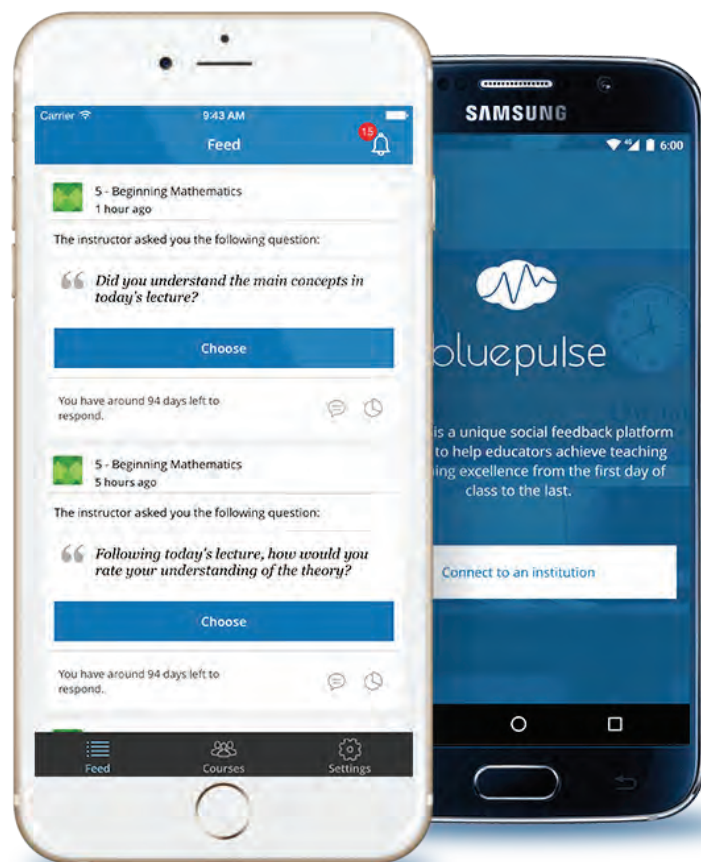 Carrier
9:43 AM
Feed
15
5 - Beginning Mathematics
1 hour ago
The instructor asked you the following question:
“ Did you understand the main concepts in
today's lecture?
Choose
You have around 94 days left to
respond.
5 - Beginning Mathematics
5 hours ago
The instructor asked you the following question:
“ Following today's lecture, how would you
rate your understanding of the theory?
Choose
You have around 94 days left to
respond.
Feed
Courses
Settings
SAMSUNG
4G
6:00
luepulse
is a unique social feedback platform
to help educators achieve teaching
ing excellence from the first day of
class to the last.
Connect to an institution